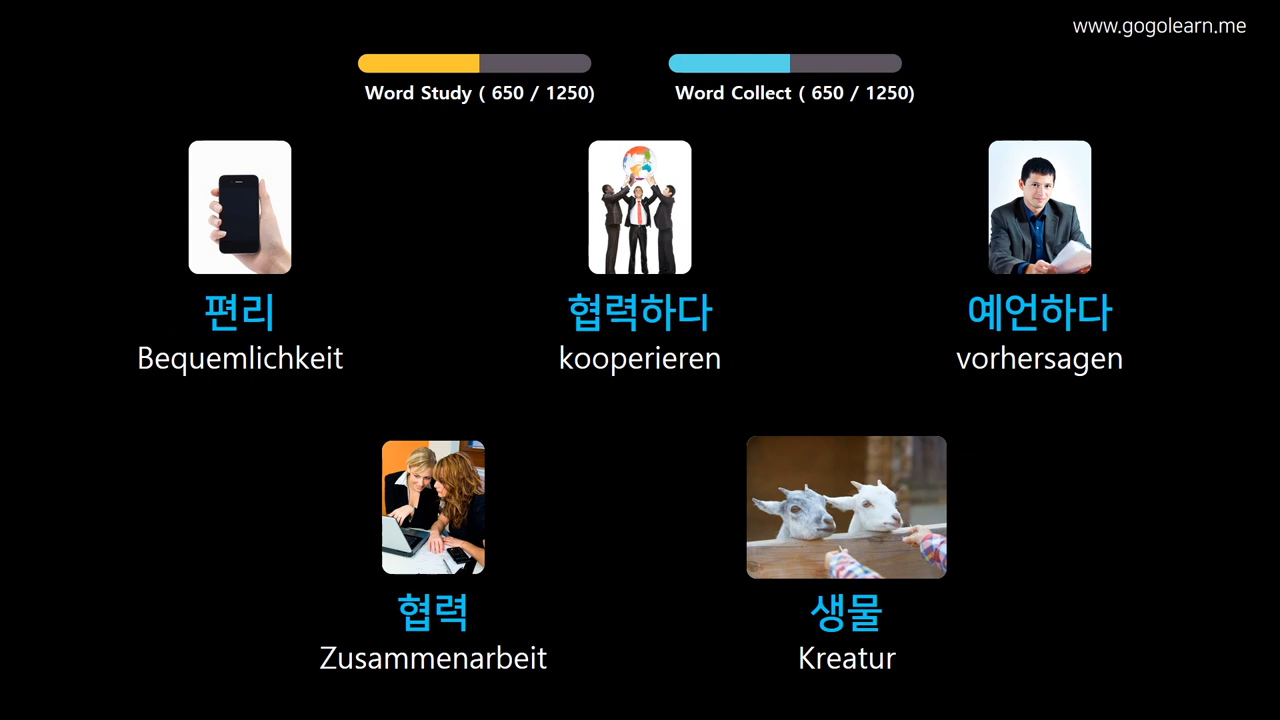 www.gogolearn.me
Word Study ( 650 / 1250)
Word Collect ( 650 / 1250)
편리
Bequemlichkeit
협력하다
kooperieren
예언하다
vorhersagen
협력
Zusammenarbeit
생물
Kreatur